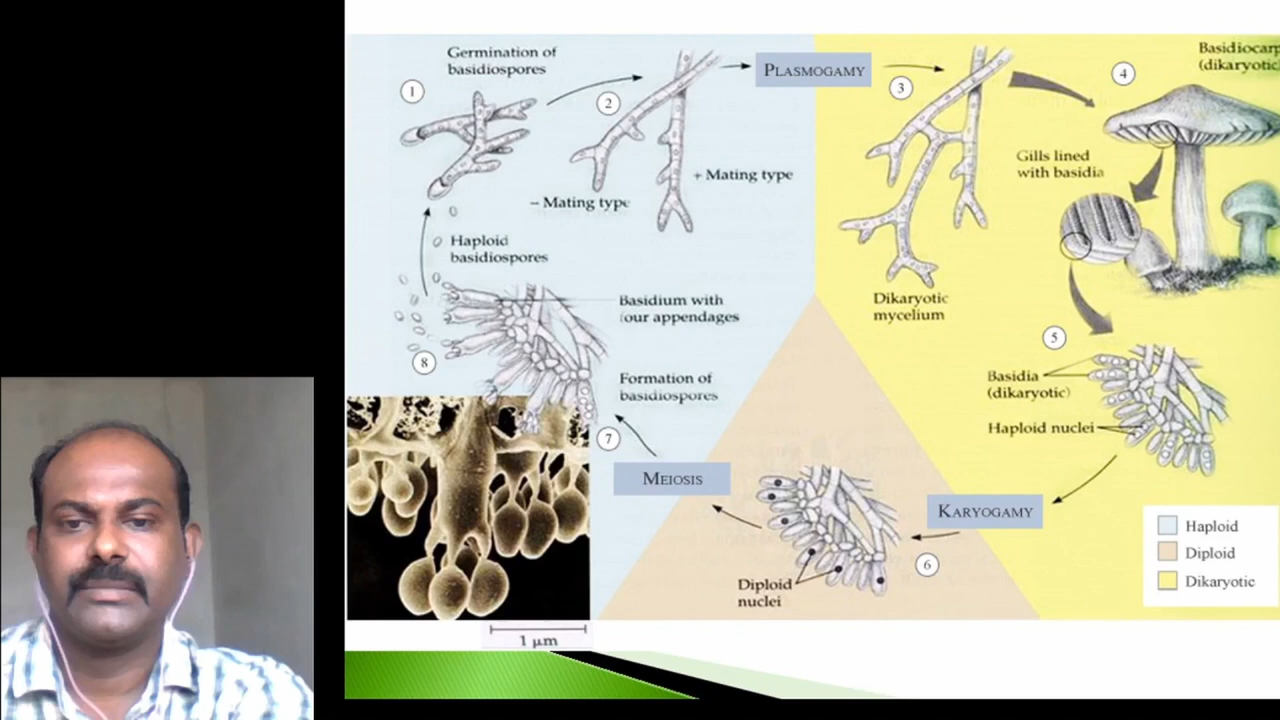 Germination of
basidiospores
1
2
PLASMOGAMY
3
4
Basidiocarp
(dikaryotic
Gills lined
with basidia
+ Mating type
– Mating type
Haploid
basidiospores
Basidium with
four appendages
Dikaryotic
mycelium
5
8
Formation of
basidiospores
Basidia
(dikaryotic)
Haploid nuclei
7
MEIOSIS
KARYOGAMY
6
Diploid
nuclei
Haploid
Diploid
Dikaryotic
1 µm